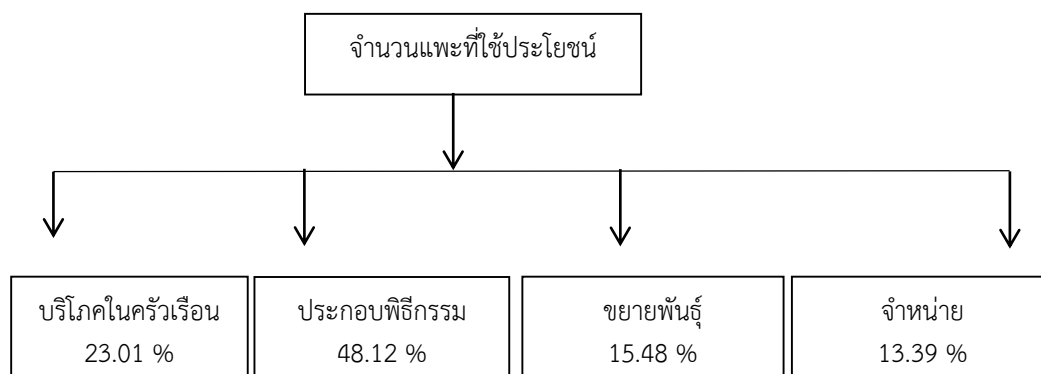 จำนวนแพะที่ใช้ประโยชน์
บริโภคในครัวเรือน
23.01 %
ประกอบพิธีกรรม
48.12 %
ขยายพันธุ์
15.48 %
จำหน่าย
13.39 %